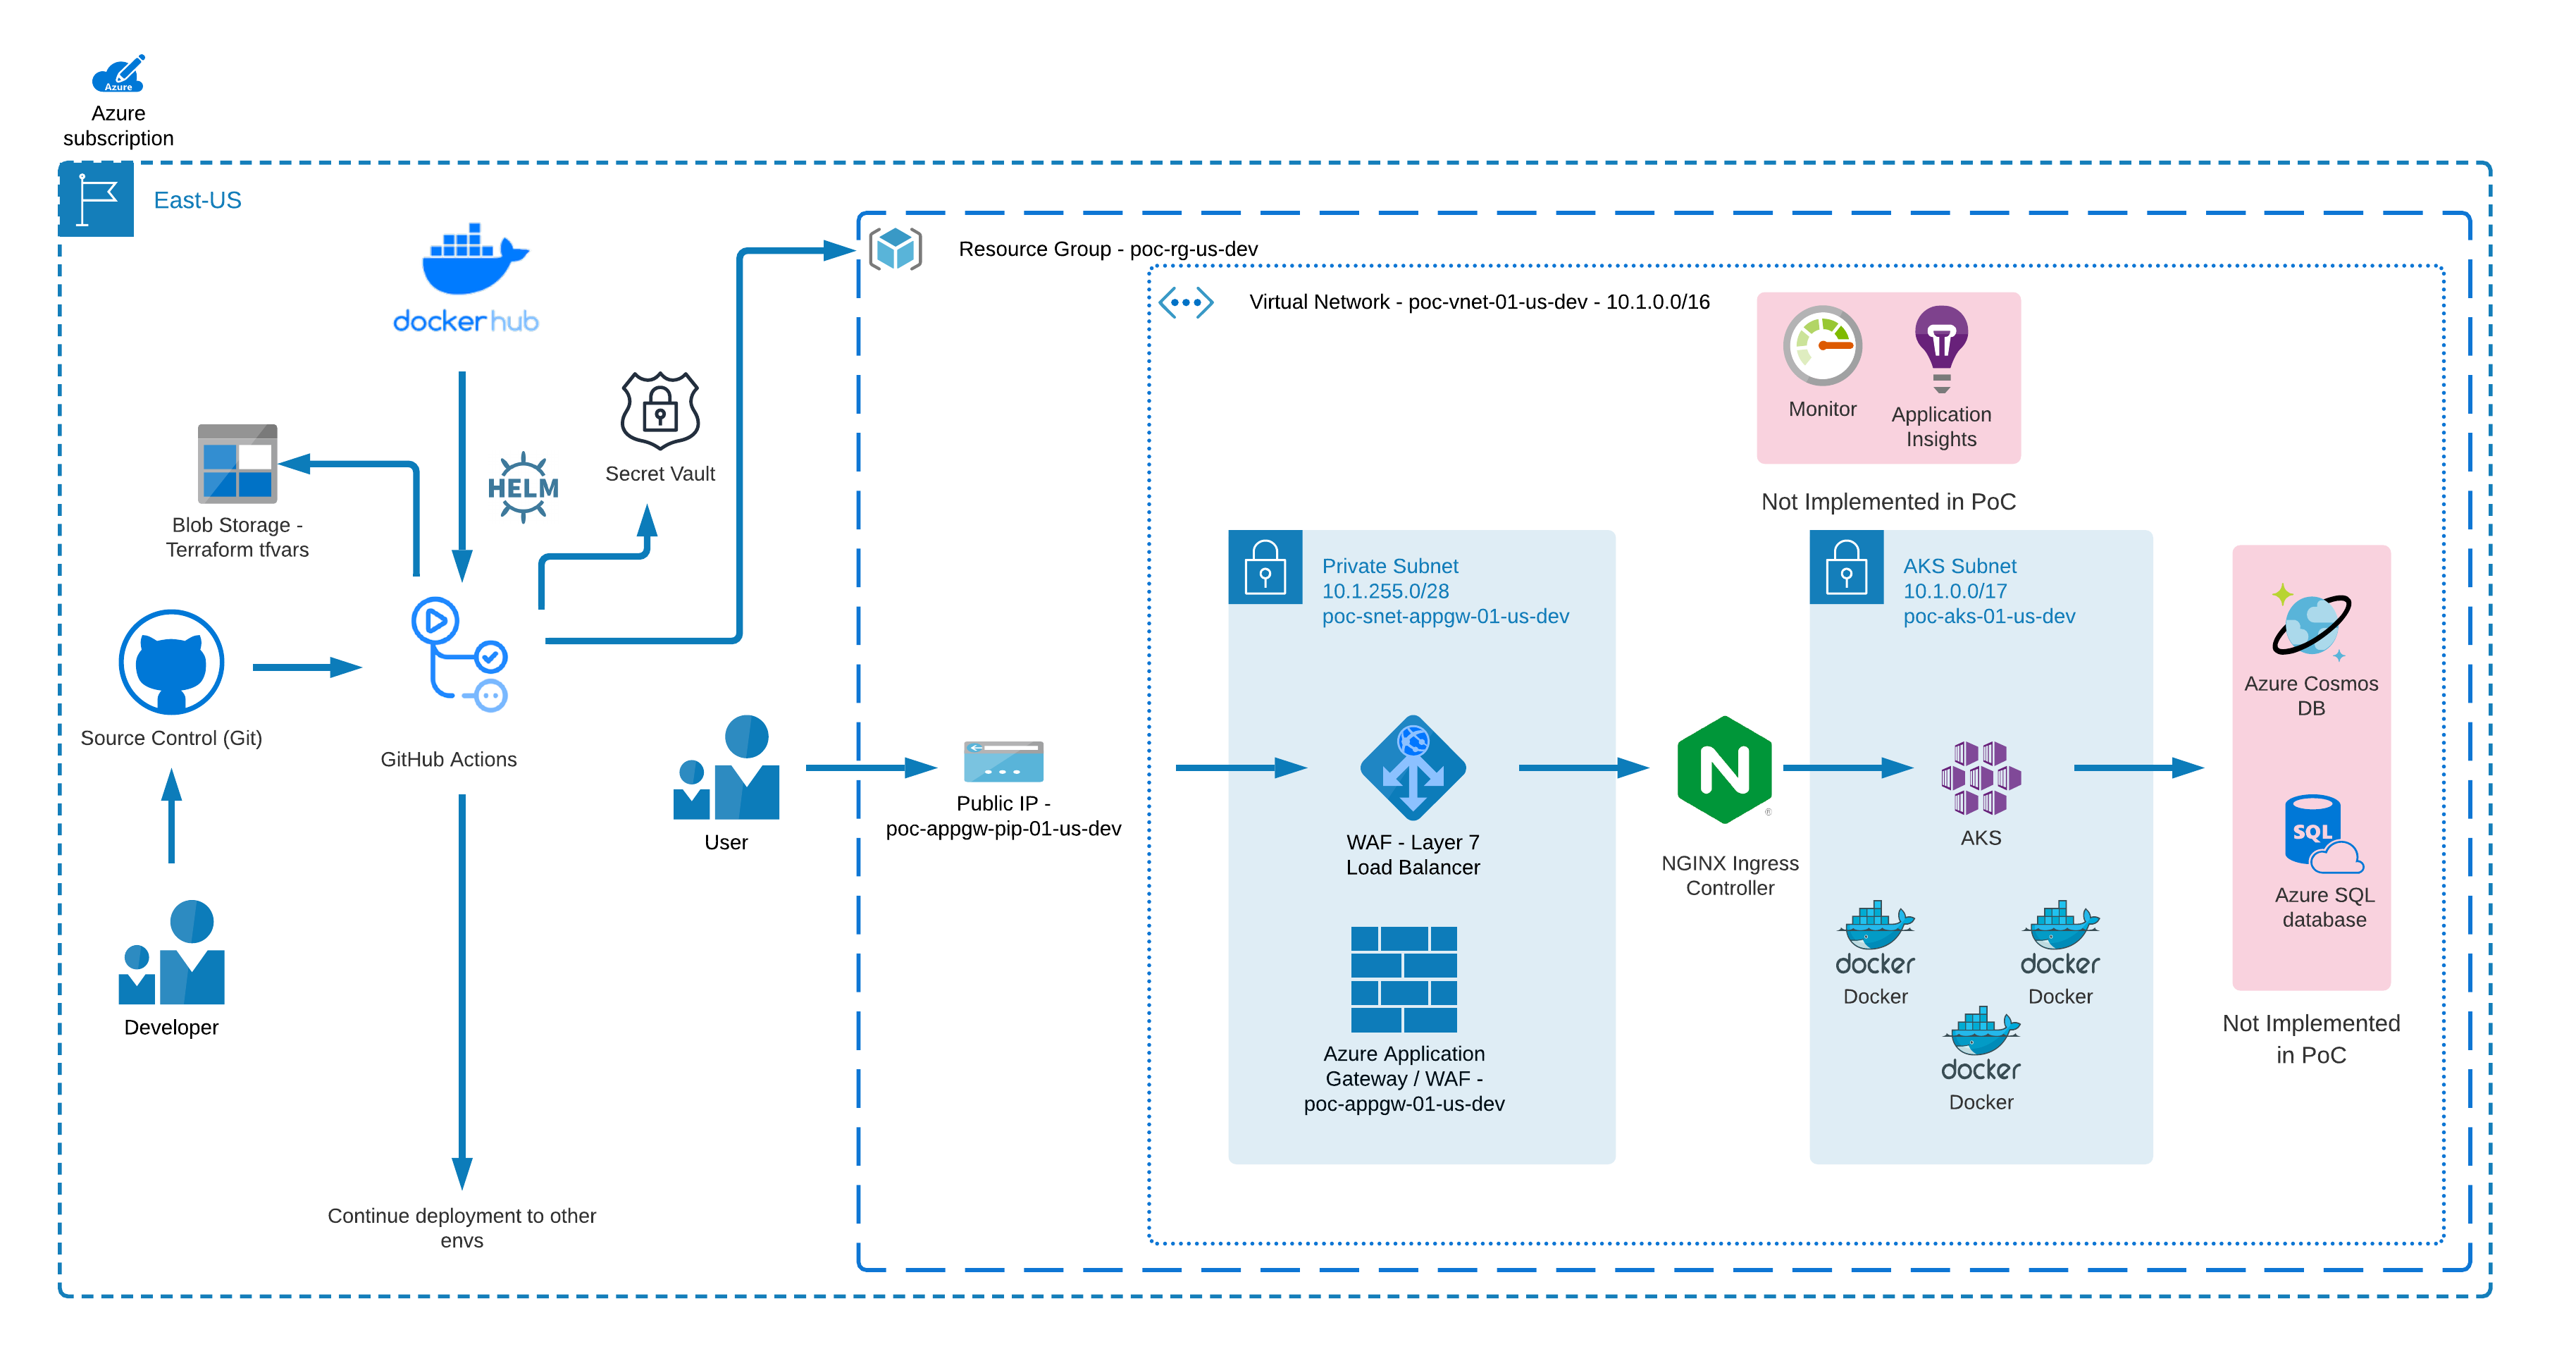 Azure
Azure
subscription
East-US
dockerhub
Resource Group - poc-rg-us-dev
Virtual Network - poc-vnet-01-us-dev - 10.1.0.0/16
Monitor
Application
Insights
Not Implemented in PoC
HELM
Secret Vault
Blob Storage -
Terraform tfvars
Source Control (Git)
GitHub Actions
Developer
Continue deployment to other
envs
User
Public IP -
poc-appgw-pip-01-us-dev
Private Subnet
10.1.255.0/28
poc-snet-appgw-01-us-dev
WAF - Layer 7
Load Balancer
Azure Application
Gateway / WAF -
poc-appgw-01-us-dev
N
®
NGINX Ingress
Controller
AKS Subnet
10.1.0.0/17
poc-aks-01-us-dev
AKS
docker
Docker
docker
Docker
docker
Docker
Azure Cosmos
DB
SQL
Azure SQL
database
Not Implemented
in PoC